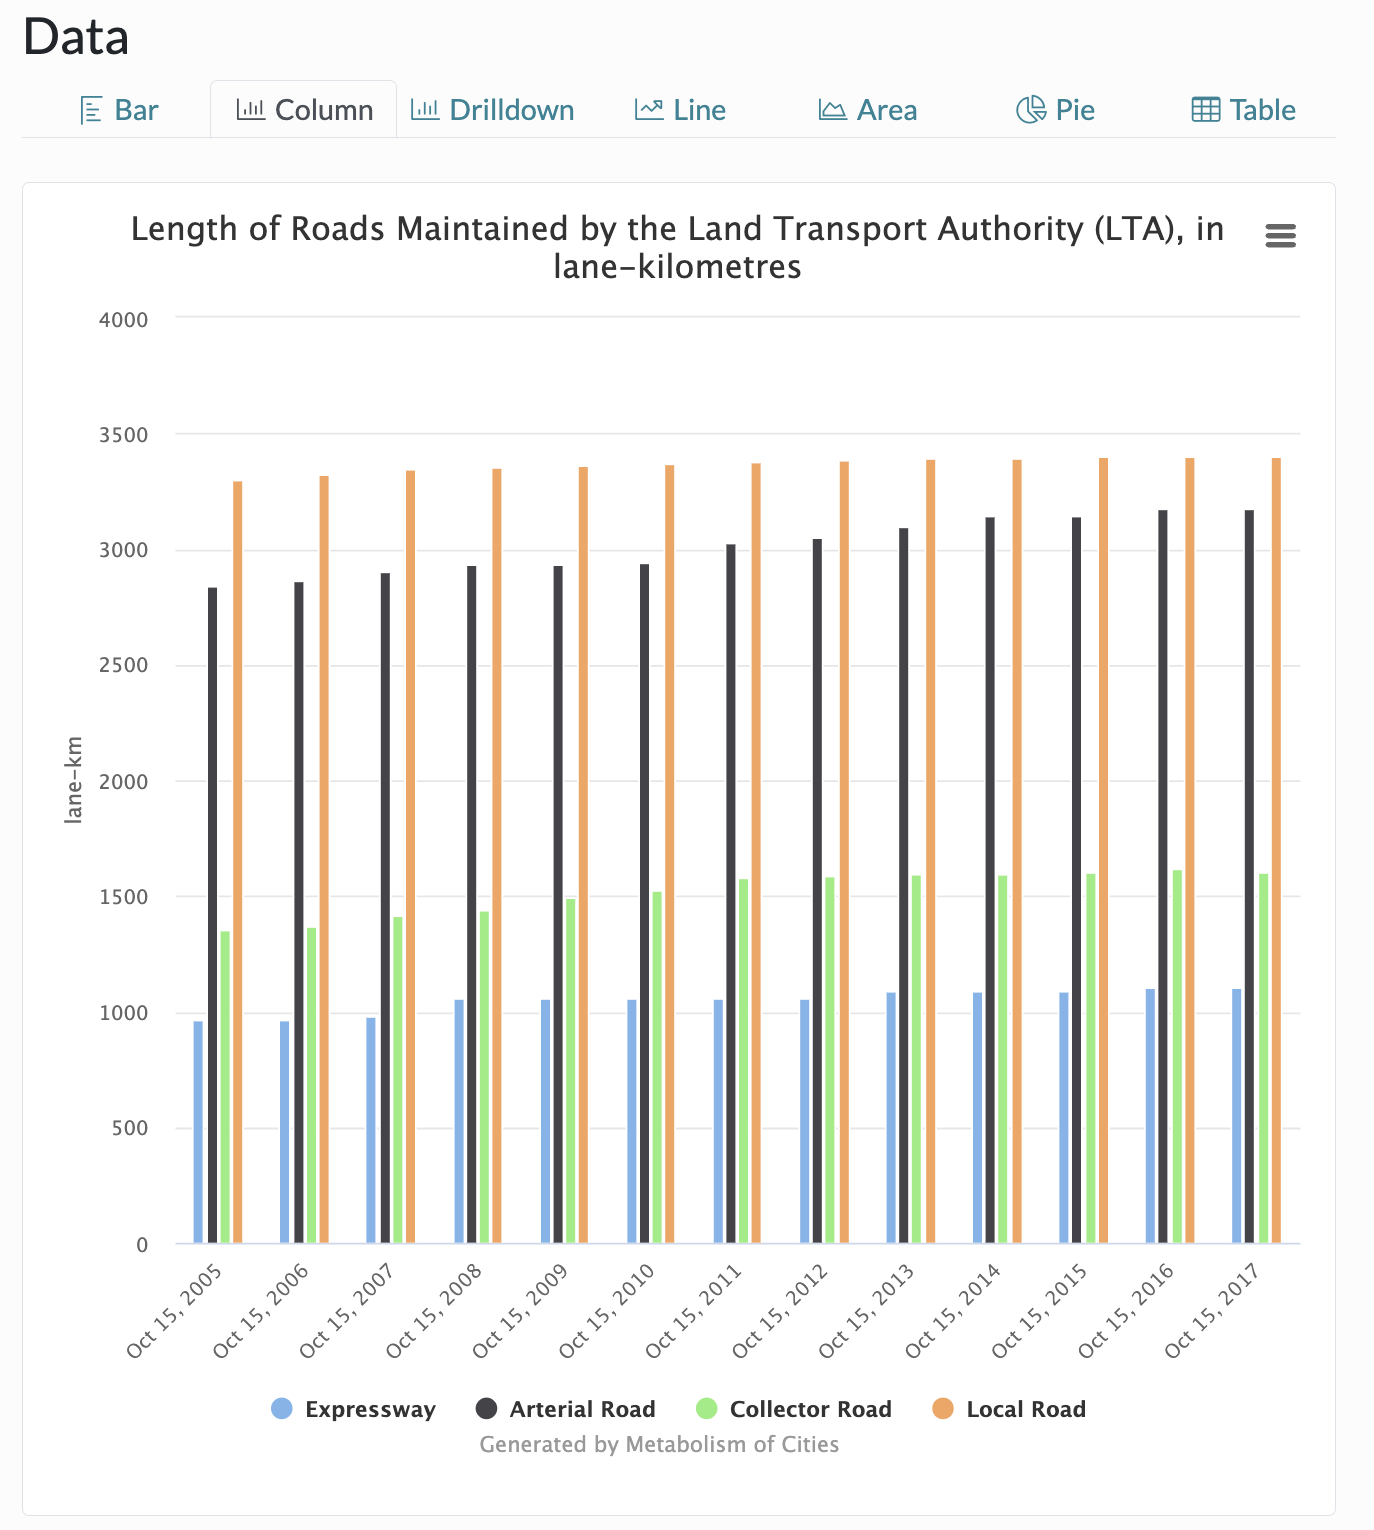 Data
Bar Column Drilldown Line Area Pie Table
Length of Roads Maintained by the Land Transport Authority (LTA), in
lane-kilometres
4000
3500
3000
2500
2000
1500
1000
500
0
lane-km
Oct 15, 2005
Oct 15, 2006
Oct 15, 2007
Oct 15, 2008
Oct 15, 2009
Oct 15, 2010
Oct 15, 2011
Oct 15, 2012
Oct 15, 2013
Oct 15, 2014
Oct 15, 2015
Oct 15, 2016
Oct 15, 2017
Expressway Arterial Road Collector Road Local Road
Generated by Metabolism of Cities